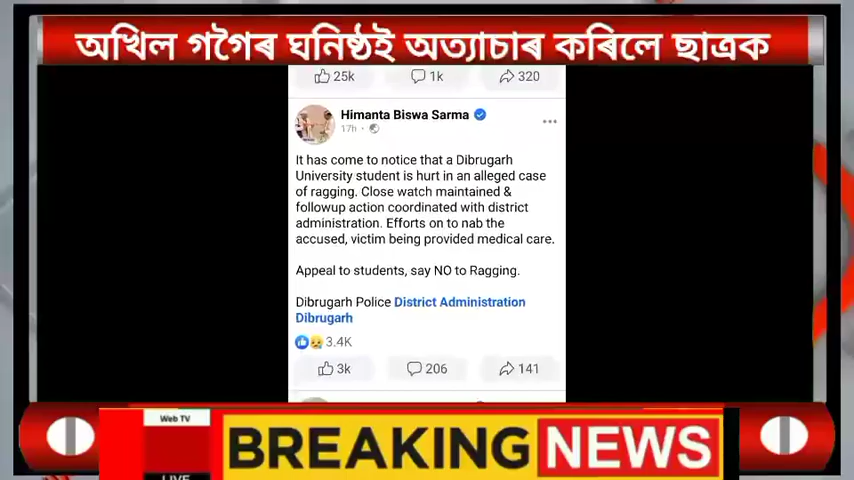 অখিল গগৈৰ ঘনিষ্ঠই অত্যাচাৰ কৰিলে ছাত্ৰক
25k 1k 320
Himanta Biswa Sarma
17h
It has come to notice that a Dibrugarh
University student is hurt in an alleged case
of ragging. Close watch maintained &
followup action coordinated with district
administration. Efforts on to nab the
accused, victim being provided medical care.
Appeal to students, say NO to Ragging.
Dibrugarh Police District Administration
Dibrugarh
3.4K
3k 206 141
Web TV
LIVE
BREAKING NEWS